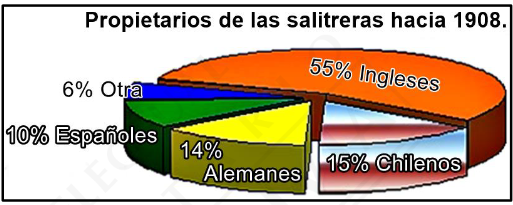 Propietarios de las salitreras hacia 1908.
55% Ingleses
6% Otra
10% Españoles
14%
Alemanes
15% Chilenos